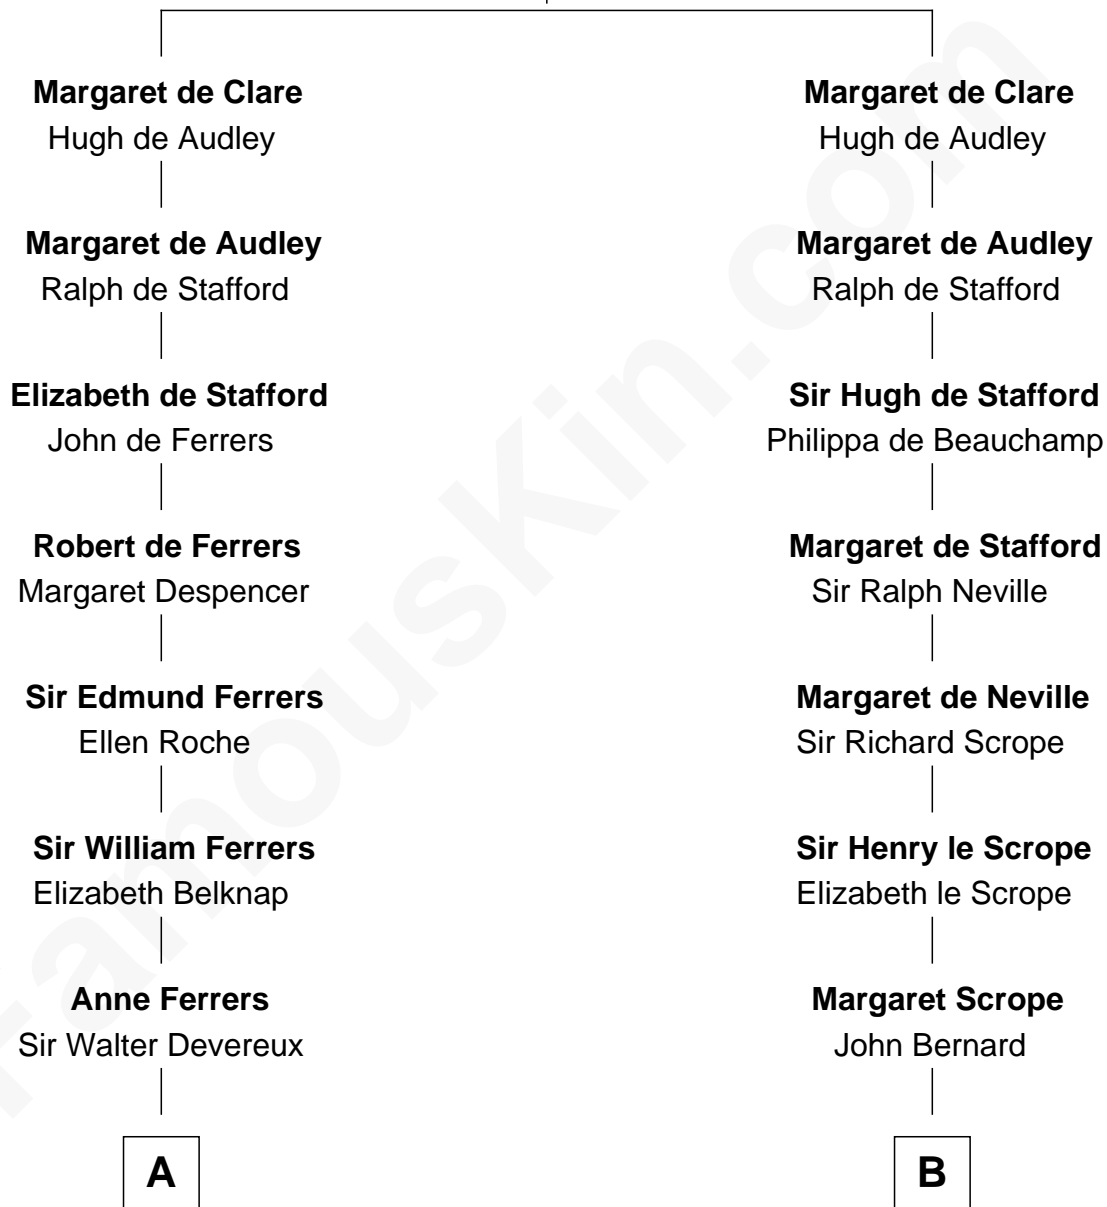 Margaret de Clare
Hugh de Audley
Margaret de Audley
Ralph de Stafford
Elizabeth de Stafford
John de Ferrers
Robert de Ferrers
Margaret Despencer
Sir Edmund Ferrers
Ellen Roche
Sir William Ferrers
Elizabeth Belknap
Anne Ferrers
Sir Walter Devereux
A
Margaret de Clare
Hugh de Audley
Margaret de Audley
Ralph de Stafford
Sir Hugh de Stafford
Philippa de Beauchamp
Margaret de Stafford
Sir Ralph Neville
Margaret de Neville
Sir Richard Scrope
Sir Henry le Scrope
Elizabeth le Scrope
Margaret Scrope
John Bernard
B
FamousKin.com